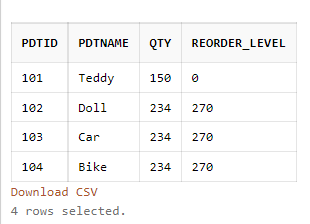 PDTID PDTNAME QTY REORDER_LEVEL
101 Teddy 150 0
102 Doll 234 270
103 Car 234 270
104 Bike 234 270
Download CSV
4 rows selected.